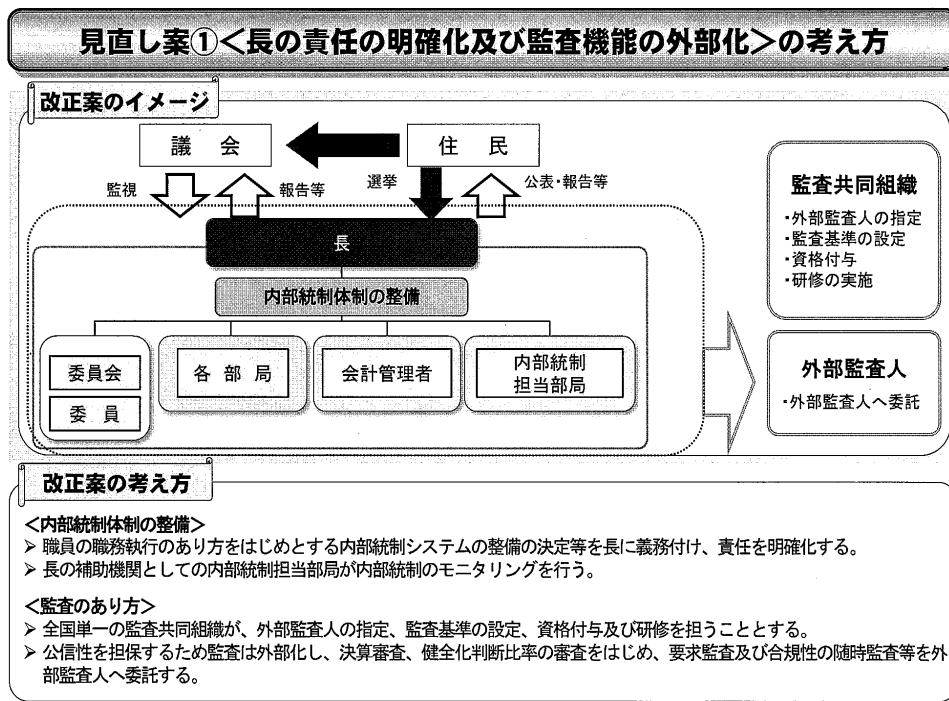 見直し案①<長の責任の明確化及び監査機能の外部化>の考え方
改正案のイメージ
議 会
住 民
監視
報告等
選挙
公表・報告等
長
内部統制体制の整備
委員会
委 員
各 部 局
会計管理者
内部統制
担当部局
監査共同組織
・外部監査人の指定
・監査基準の設定
・資格付与
・研修の実施
外部監査人
・外部監査人へ委託
改正案の考え方
<内部統制体制の整備>
➢ 職員の職務執行のあり方をはじめとする内部統制システムの整備の決定等を長に義務付け、責任を明確化する。
➢ 長の補助機関としての内部統制担当部局が内部統制のモニタリングを行う。
<監査のあり方>
➢ 全国単一の監査共同組織が、外部監査人の指定、監査基準の設定、資格付与及び研修を担うこととする。
➢ 公信性を担保するため監査は外部化し、決算審査、健全化判断比率の審査をはじめ、要求監査及び合規性の随時監査等を外
部監査人へ委託する。